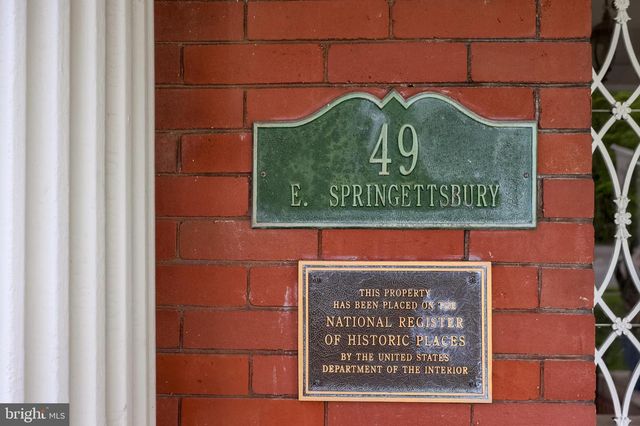 49
E. SPRINGETTSBURY
THIS PROPERTY
HAS BEEN PLACED ON THE
NATIONAL REGISTER
OF HISTORIC PLACES
BY THE UNITED STATES
DEPARTMENT OF THE INTERIOR
bright MLS